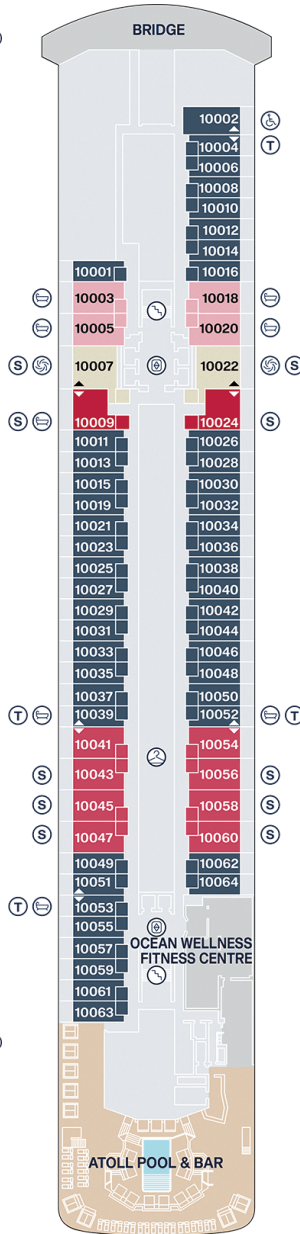 BRIDGE
10002
T 10004
10006
10008
10010
10012
10014
10001 10016
10003 10018
10005 10020
S 10007 10022 S
S 10009 10024 S
10011 10026
10013 10028
10015 10030
10019 10032
10021 10034
10023 10036
10025 10038
10027 10040
10029 10042
10031 10044
10033 10046
10035 10048
10037 10050
T 10039 10052 T
10041 10054
S 10043 10056 S
S 10045 10058 S
S 10047 10060 S
10049 10062
10051 10064
T 10053
10055
10057
10059
10061
10063
OCEAN WELLNESS
FITNESS CENTRE
ATOLL POOL & BAR